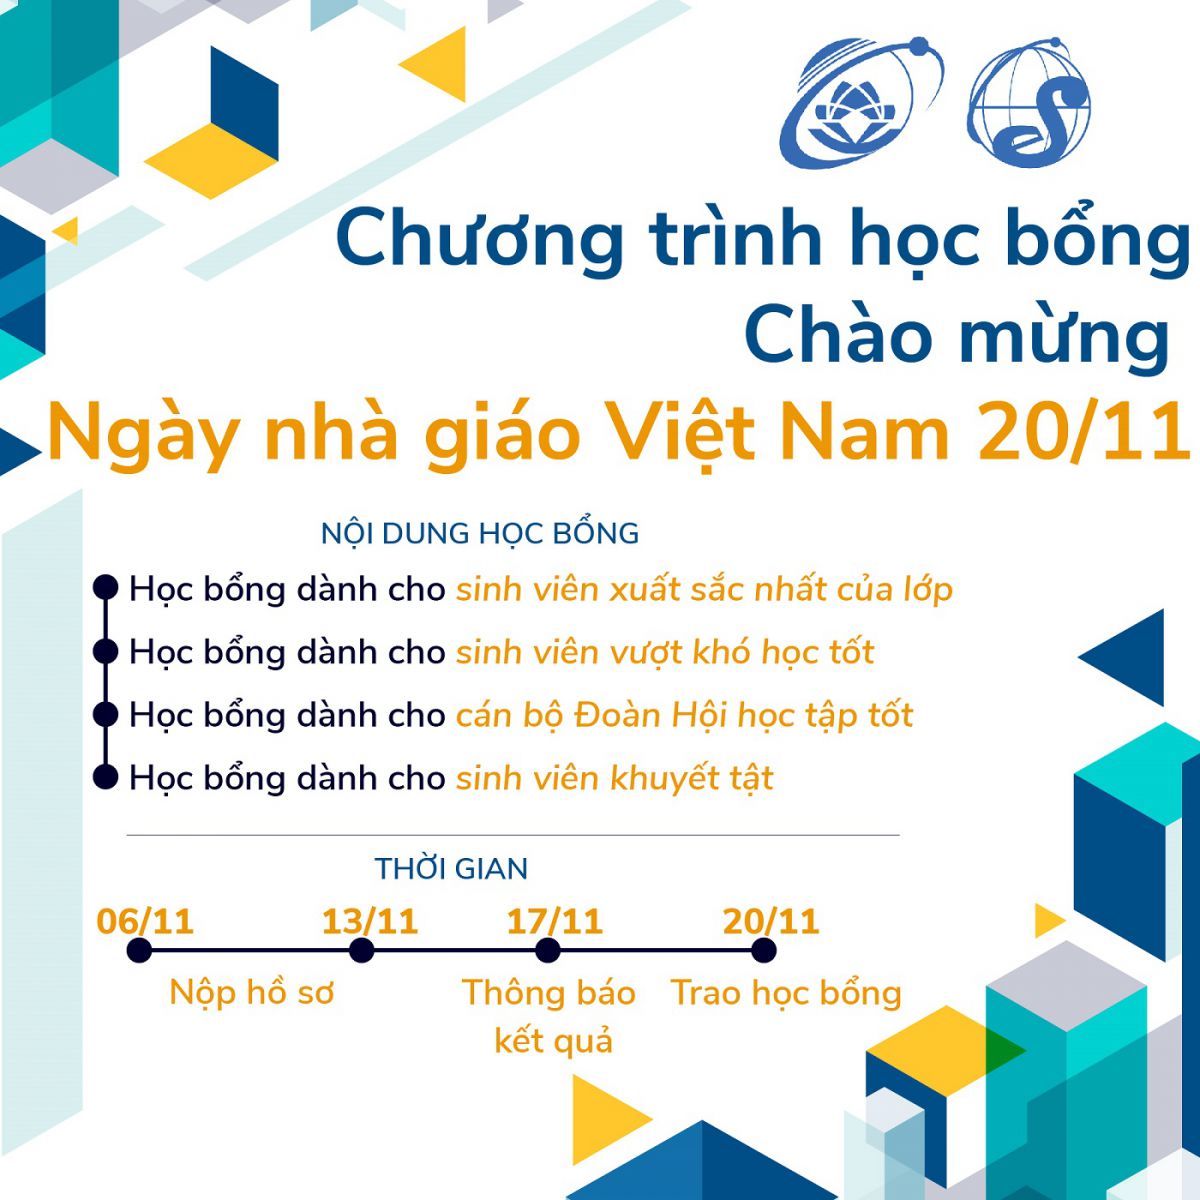 eS
Chương trình học bổng
Chào mừng
Ngày nhà giáo Việt Nam 20/11
NỘI DUNG HỌC BỔNG
Học bổng dành cho sinh viên xuất sắc nhất của lớp
Học bổng dành cho sinh viên vượt khó học tốt
Học bổng dành cho cán bộ Đoàn Hội học tập tốt
Học bổng dành cho sinh viên khuyết tật
THỜI GIAN
06/11 13/11 17/11 20/11
Nộp hồ sơ Thông báo Trao học bổng
kết quả